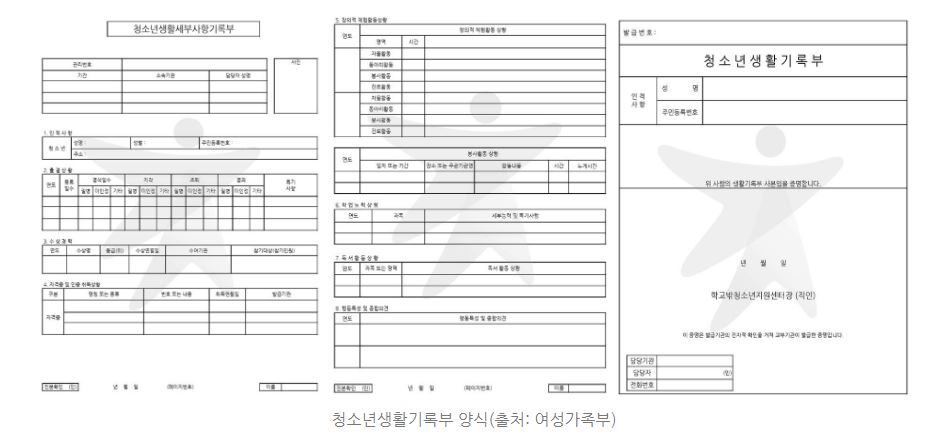 청소년생활세부사항기록부
사진
관리번호
기간 소속기관 담당자 성명
1. 인적사항
청소년 성명 : 성별 : 주민등록번호 :
주소 :
2. 출결상황
연도 결석일수 지각 조퇴 결과 특기사항
질병 미인정 기타 질병 미인정 기타 질병 미인정 기타 질병 미인정 기타
3. 수상경력
연도 수상명 등급(위) 수상연월일 수여기관 참가대상(참가인원)
4. 자격증 및 인증 취득상황
구분 명칭 또는 종류 번호 또는 내용 취득연월일 발급기관
자격증
전본확인 (인) 년 월 일 (페이지번호) 이름
5. 창의적 체험활동상황
연도 창의적 체험활동 상황
영역 시간
자율활동
동아리활동
봉사활동
진로활동
자율활동
동아리활동
봉사활동
진로활동
연도 봉사활동 상황
일자 또는 기간 장소 또는 주관기관명 활동내용 시간 누계시간
6. 학업노력상황
연도 과목 세부능력 및 특기사항
7. 독서활동상황
연도 과목 또는 영역 독서 활동 상황
8. 행동특성 및 종합의견
연도 행동특성 및 종합의견
(인) 년 월 일 (페이지번호) 이름
발급번호 :
청소년생활기록부
인적사항 성 명
주민등록번호
위 사람의 생활기록부 사본임을 증명합니다.
년 월 일
학교밖청소년지원센터장 (직인)
이 증명은 발급기관의 전자적 확인을 거쳐 교부기관이 발급한 증명입니다.
담당기관
담당자 (인)
전화번호
청소년생활기록부 양식(출처: 여성가족부)